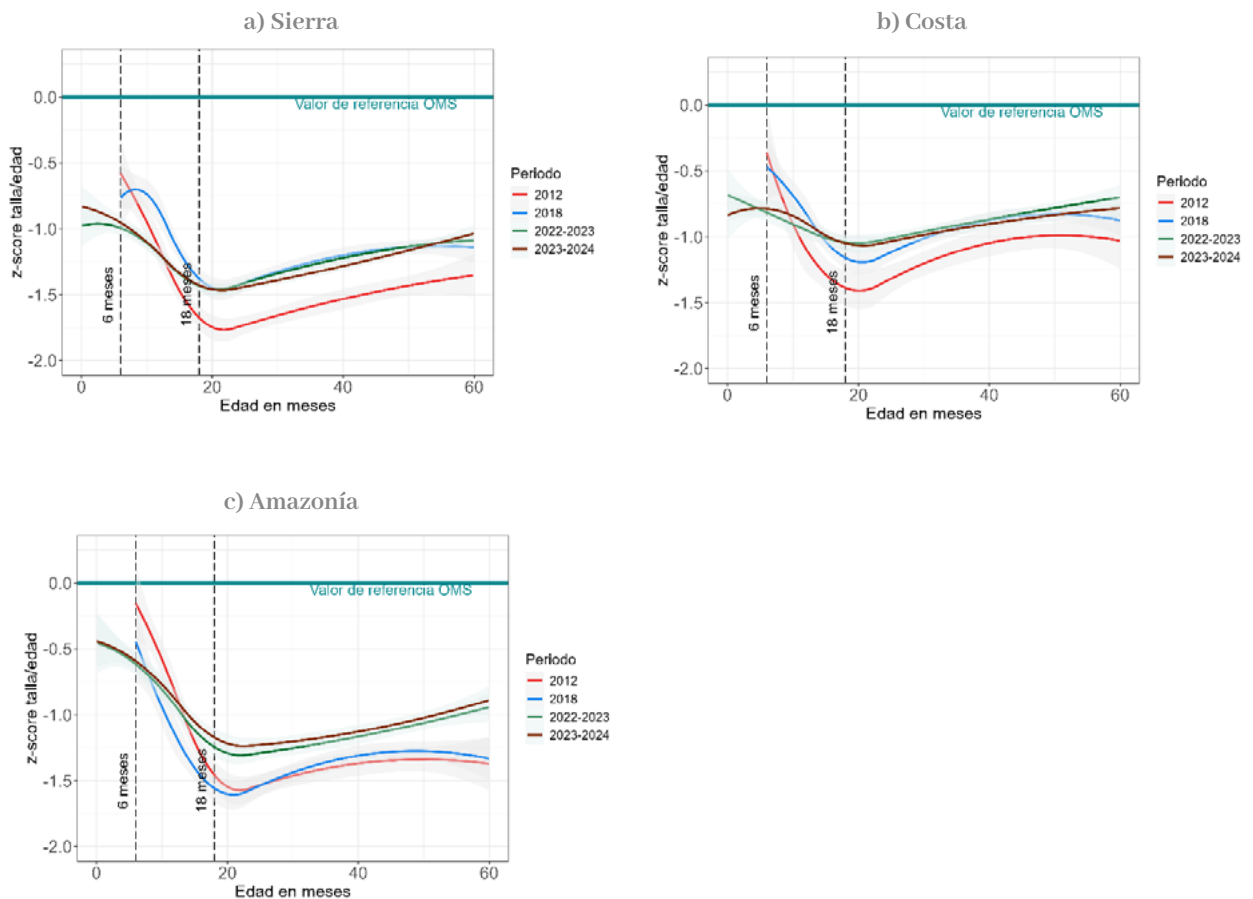 a) Sierra
0.0
-0.5
-1.0
-1.5
-2.0
z-score talla/edad
Valor de referencia OMS
6 meses
18 meses
0
20
40
60
Edad en meses
Periodo
2012
2018
2022-2023
2023-2024
b) Costa
0.0
-0.5
-1.0
-1.5
-2.0
z-score talla/edad
Valor de referencia OMS
6 meses
18 meses
0
20
40
60
Edad en meses
Periodo
2012
2018
2022-2023
2023-2024
c) Amazonía
0.0
-0.5
-1.0
-1.5
-2.0
z-score talla/edad
Valor de referencia OMS
6 meses
18 meses
0
20
40
60
Edad en meses
Periodo
2012
2018
2022-2023
2023-2024